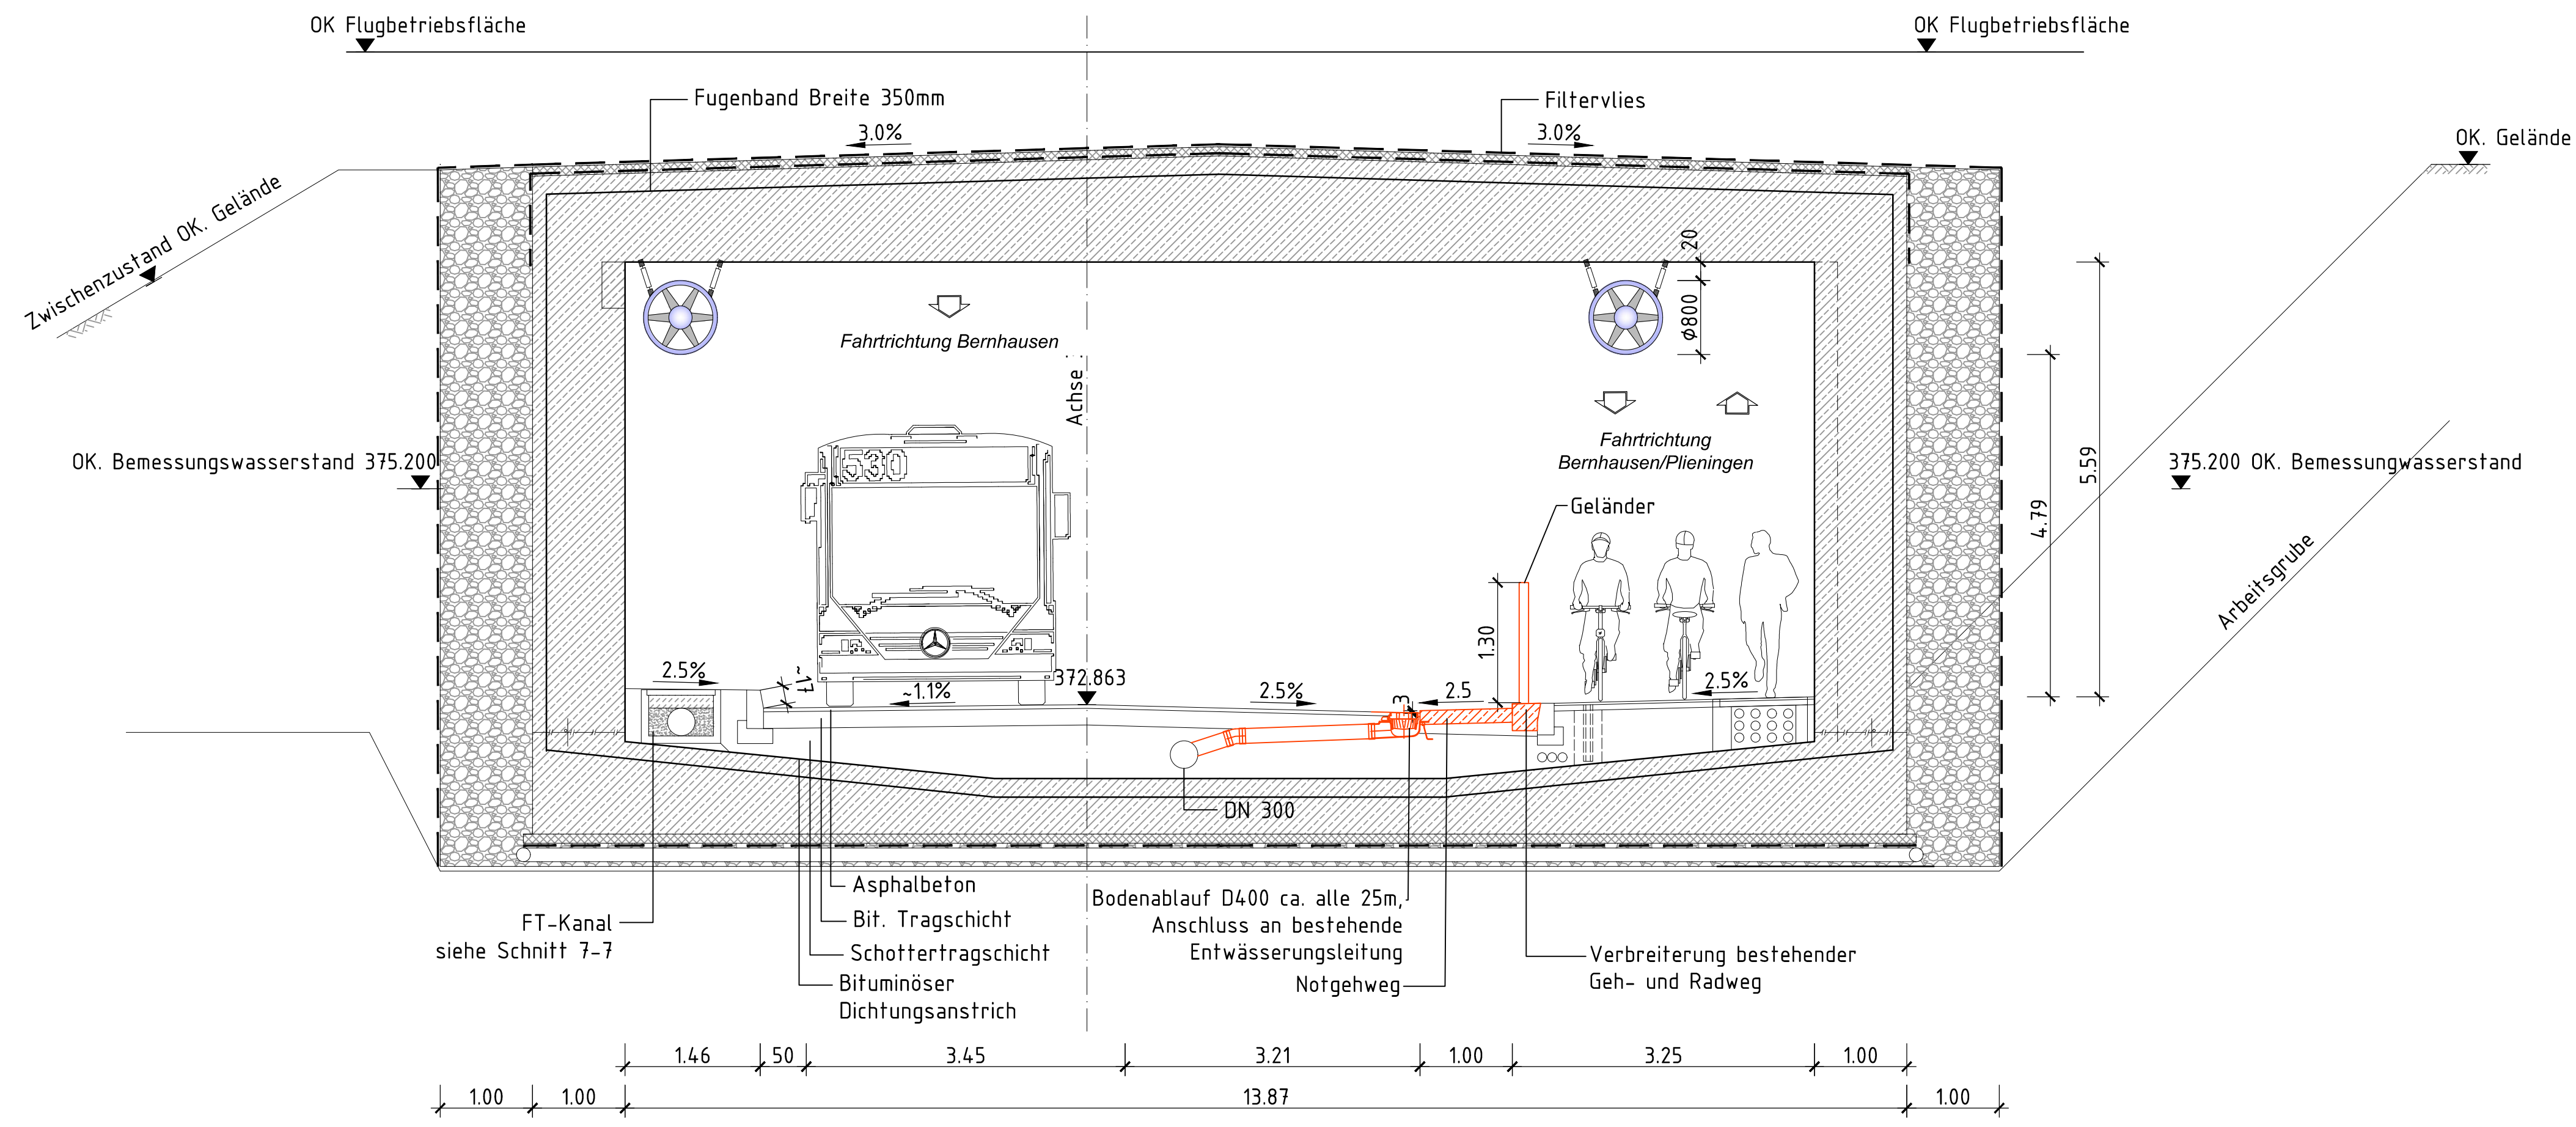 OK Flugbetriebsfläche
OK Flugbetriebsfläche
Fugenband Breite 350mm
Filtervlies
3.0%
3.0%
OK. Gelände
Zwischenzustand OK. Gelände
20
Ø800
Fahrtrichtung Bernhausen
Achse
Fahrtrichtung
Bernhausen/Plieningen
530
OK. Bemessungswasserstand 375.200
375.200 OK. Bemessungwasserstand
5.59
4.79
Geländer
1.30
Arbeitsgrube
2.5%
~17
~1.1%
372.863
2.5%
3
2.5
2.5%
DN 300
Asphalbeton
Bit. Tragschicht
Schottertragschicht
Bituminöser
Dichtungsanstrich
FT-Kanal
siehe Schnitt 7-7
Bodenablauf D400 ca. alle 25m,
Anschluss an bestehende
Entwässerungsleitung
Notgehweg
Verbreiterung bestehender
Geh- und Radweg
1.46
50
3.45
3.21
1.00
3.25
1.00
1.00
1.00
13.87
1.00